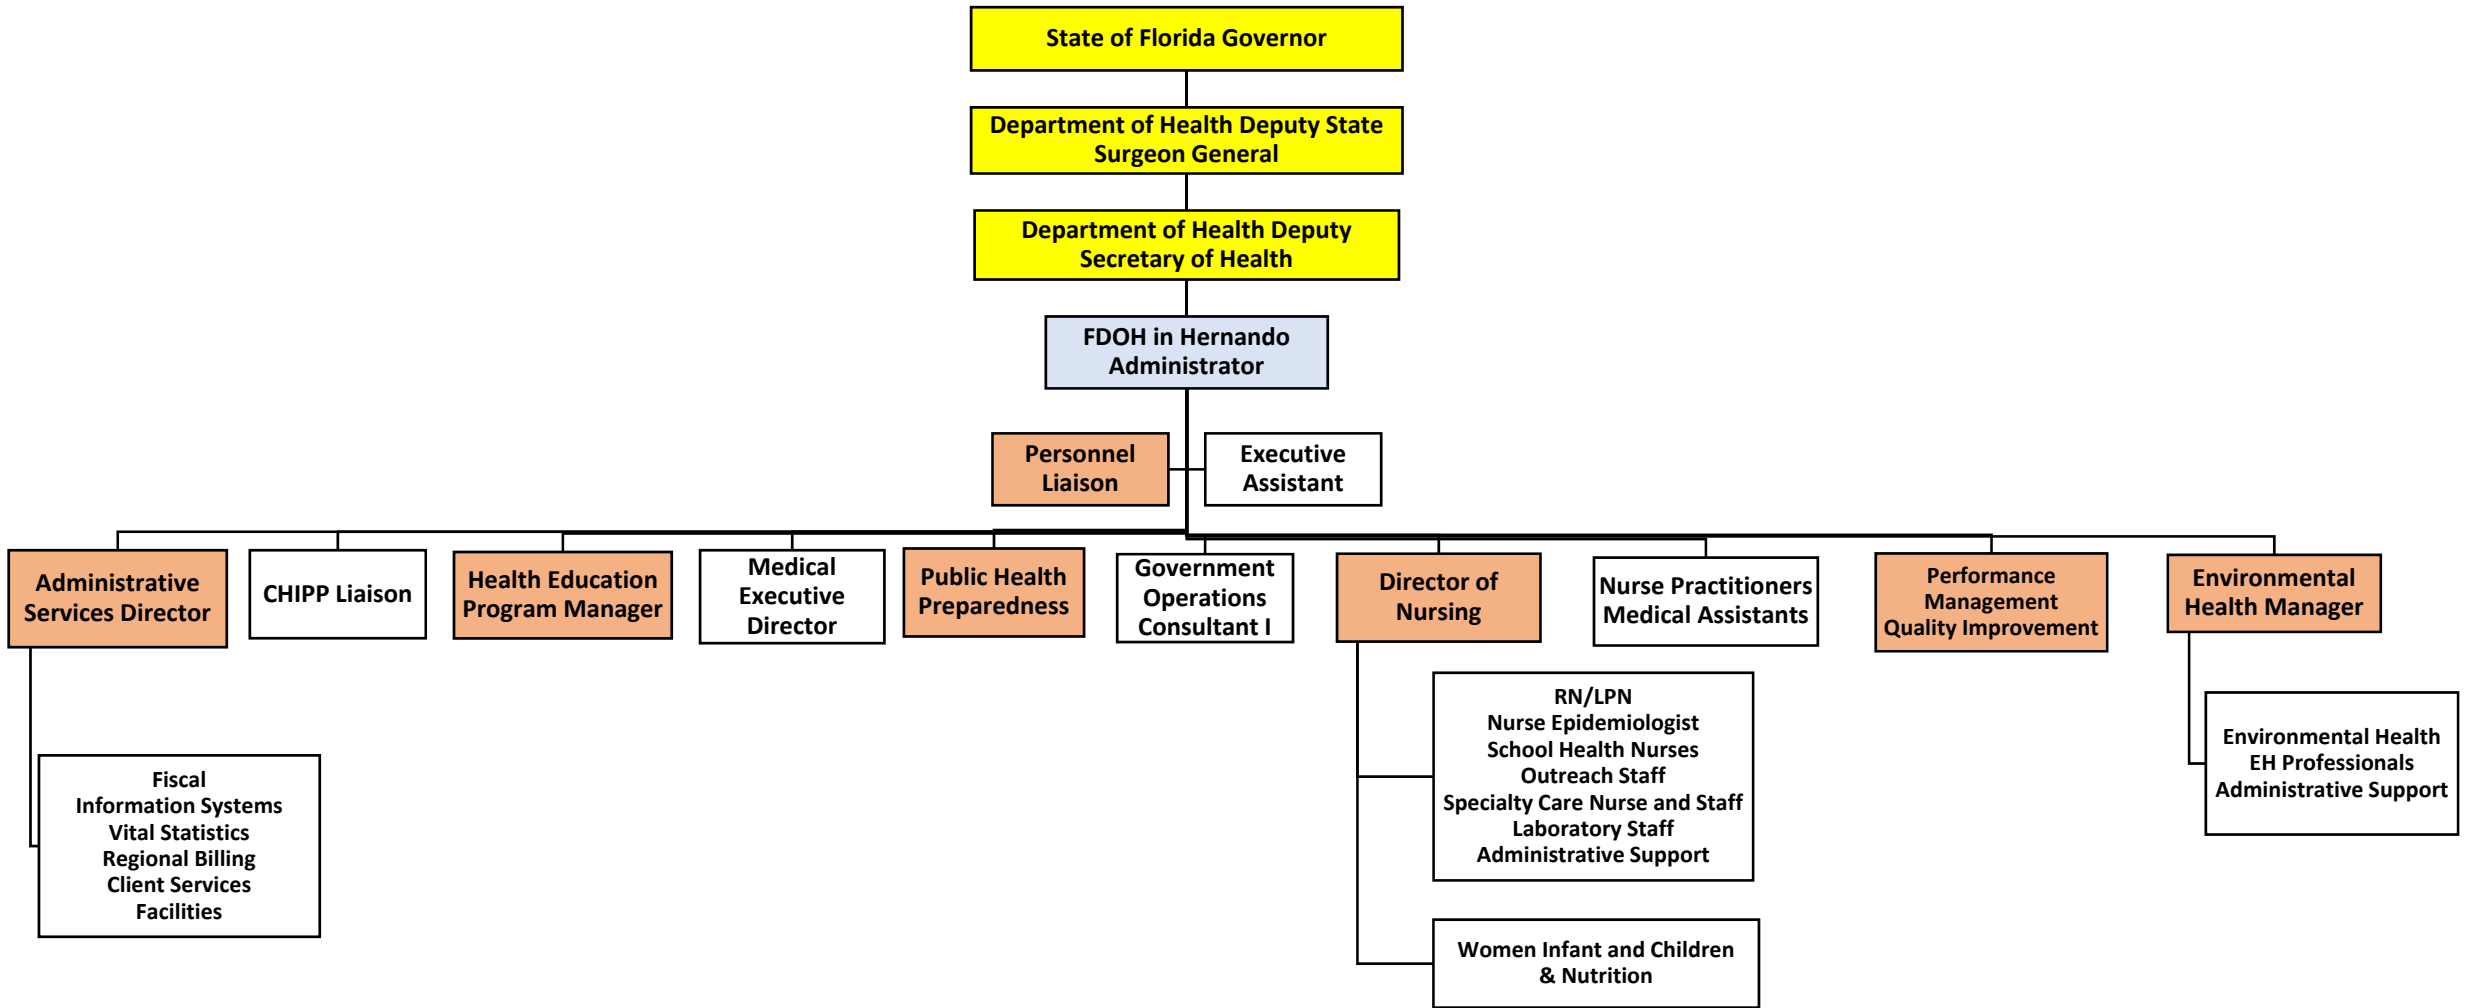 State of Florida Governor
Department of Health Deputy State
Surgeon General
Department of Health Deputy
Secretary of Health
FDOH in Hernando
Administrator
Personnel
Liaison
Executive
Assistant
Administrative
Services Director
CHIPP Liaison
Health Education
Program Manager
Medical
Executive
Director
Public Health
Preparedness
Government
Operations
Consultant I
Director of
Nursing
Nurse Practitioners
Medical Assistants
Performance
Management
Quality Improvement
Environmental
Health Manager
Fiscal
Information Systems
Vital Statistics
Regional Billing
Client Services
Facilities
RN/LPN
Nurse Epidemiologist
School Health Nurses
Outreach Staff
Specialty Care Nurse and Staff
Laboratory Staff
Administrative Support
Women Infant and Children
& Nutrition
Environmental Health
EH Professionals
Administrative Support